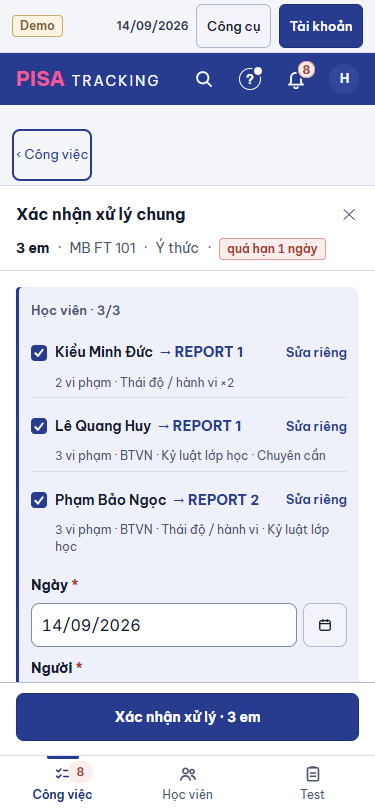 Demo 14/09/2026 Công cụ Tài khoản
PISA TRACKING ? 8 H
‹ Công việc
Xác nhận xử lý chung
3 em · MB FT 101 · Ý thức · quá hạn 1 ngày
Học viên · 3/3
Kiều Minh Đức → REPORT 1 Sửa riêng
2 vi phạm · Thái độ / hành vi ×2
Lê Quang Huy → REPORT 1
3 vi phạm · BTVN · Kỷ luật lớp học · Chuyên cần
Phạm Bảo Ngọc → REPORT 2 Sửa riêng
3 vi phạm · BTVN · Thái độ / hành vi · Kỷ luật lớp
học
Ngày *
14/09/2026
Người *
Xác nhận xử lý · 3 em
8
Công việc Học viên Test